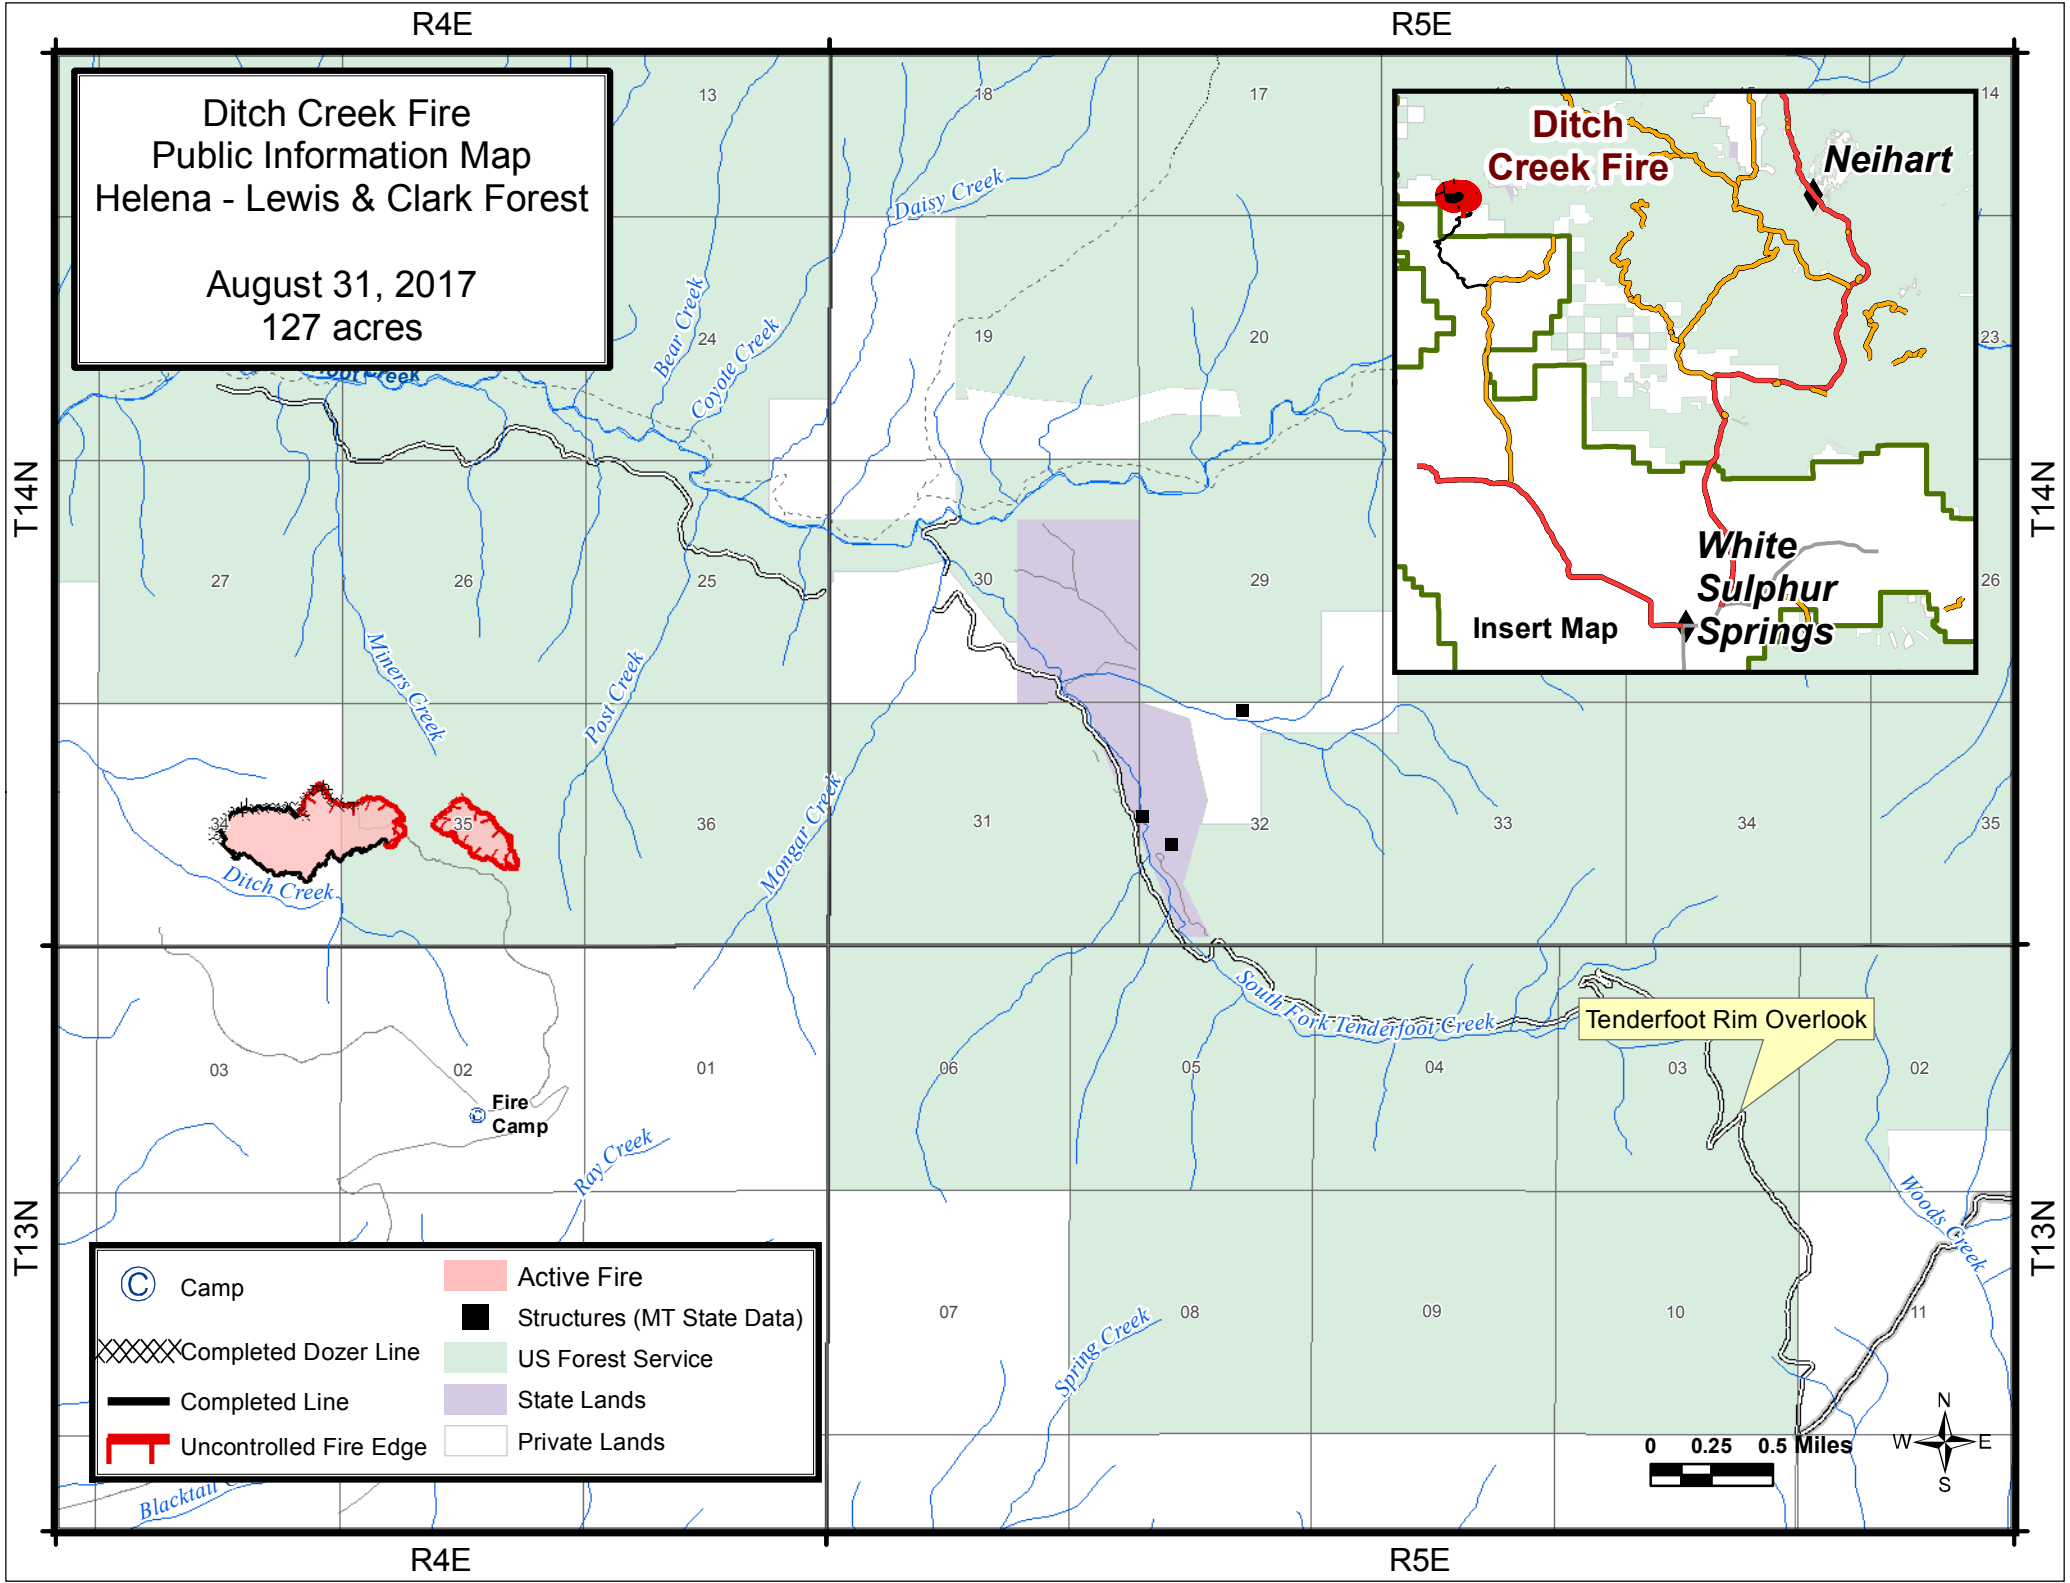 R4E
R5E
Ditch Creek Fire
Public Information Map
Helena - Lewis & Clark Forest
August 31, 2017
127 acres
13
18
17
14
Ditch
Creek Fire
Neihart
White
Sulphur
Springs
Insert Map
Daisy Creek
Bear Creek
Coyote Creek
Creek
24
19
20
23
T14N
T14N
27
26
25
30
29
26
Miners Creek
Post Creek
Mongar Creek
34
35
36
31
32
33
34
35
Ditch Creek
South Fork Tenderfoot Creek
Tenderfoot Rim Overlook
03
02
01
06
05
04
03
02
Fire
Camp
Ray Creek
Woods Creek
T13N
T13N
Camp
Completed Dozer Line
Completed Line
Uncontrolled Fire Edge
Active Fire
Structures (MT State Data)
US Forest Service
State Lands
Private Lands
07
08
09
10
11
Spring Creek
Blacktail
0 0.25 0.5 Miles
N
W E
S
R4E
R5E